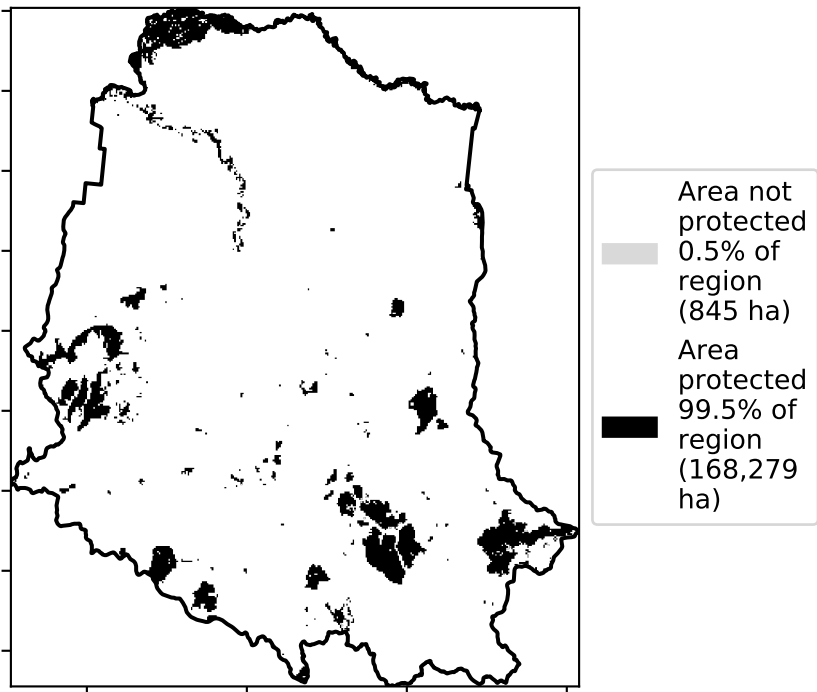 Area not
protected
0.5% of
region
(845 ha)
Area
protected
99.5% of
region
(168,279
ha)